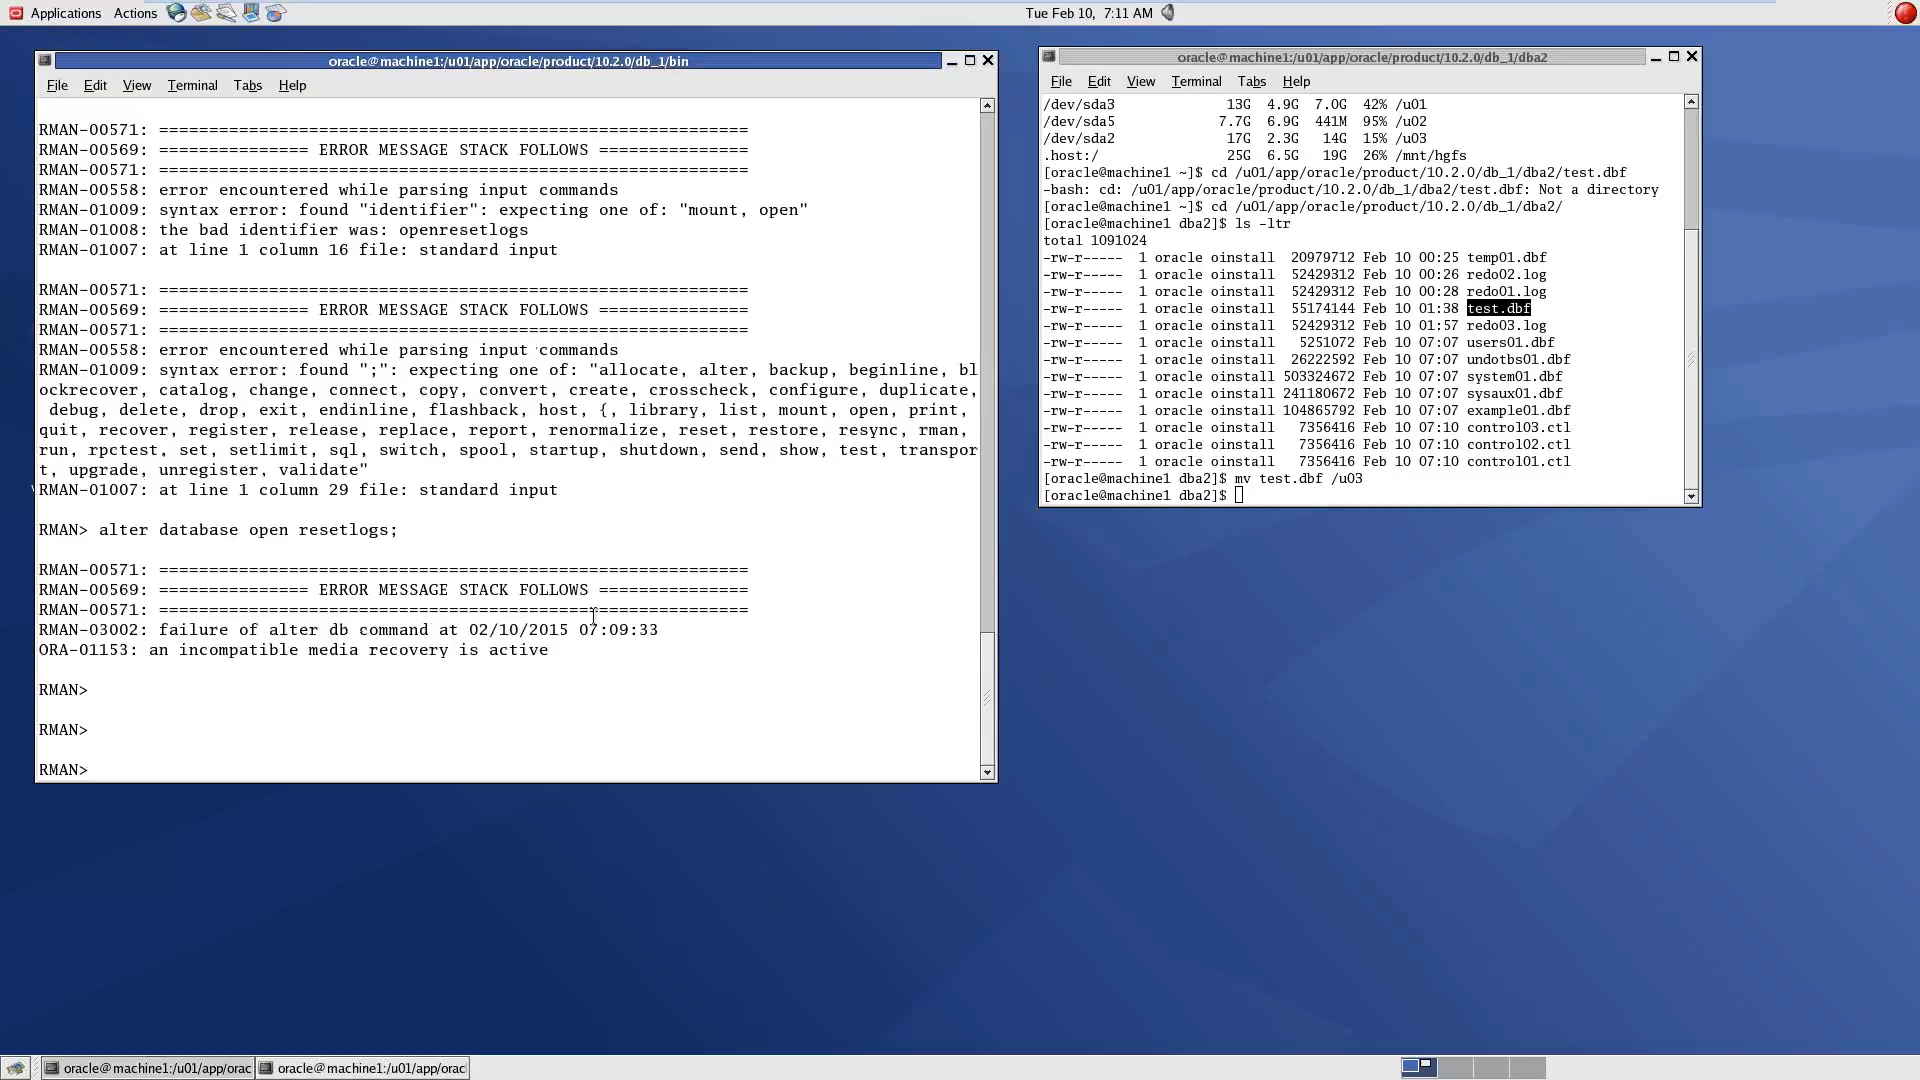 Applications Actions
Tue Feb 10, 7:11 AM
oracle@machine1:/u01/app/oracle/product/10.2.0/db_1/bin
File Edit View Terminal Tabs Help
RMAN-00571: ===========================================================
RMAN-00569: =============== ERROR MESSAGE STACK FOLLOWS ===============
RMAN-00571: ===========================================================
RMAN-00558: error encountered while parsing input commands
RMAN-01009: syntax error: found "identifier": expecting one of: "mount, open"
RMAN-01008: the bad identifier was: openresetlogs
RMAN-01007: at line 1 column 16 file: standard input
RMAN-00571: ===========================================================
RMAN-00569: =============== ERROR MESSAGE STACK FOLLOWS ===============
RMAN-00571: ===========================================================
RMAN-00558: error encountered while parsing input commands
RMAN-01009: syntax error: found ";": expecting one of: "allocate, alter, backup, beginline, bl
ockrecover, catalog, change, connect, copy, convert, create, crosscheck, configure, duplicate,
debug, delete, drop, exit, endinline, flashback, host, {, library, list, mount, open, print,
quit, recover, register, release, replace, report, renormalize, reset, restore, resync, rman,
run, rpctest, set, setlimit, sql, switch, spool, startup, shutdown, send, show, test, transpor
t, upgrade, unregister, validate"
RMAN-01007: at line 1 column 29 file: standard input
RMAN> alter database open resetlogs;
RMAN-00571: ===========================================================
RMAN-00569: =============== ERROR MESSAGE STACK FOLLOWS ===============
RMAN-00571: ===========================================================
RMAN-03002: failure of alter db command at 02/10/2015 07:09:33
ORA-01153: an incompatible media recovery is active
RMAN>
RMAN>
RMAN>
oracle@machine1:/u01/app/oracle/product/10.2.0/db_1/dba2
File Edit View Terminal Tabs Help
/dev/sda3 13G 4.9G 7.0G 42% /u01
/dev/sda5 7.7G 6.9G 441M 95% /u02
/dev/sda2 17G 2.3G 14G 15% /u03
.host:/ 25G 6.5G 19G 26% /mnt/hgfs
[oracle@machine1 ~]$ cd /u01/app/oracle/product/10.2.0/db_1/dba2/test.dbf
-bash: cd: /u01/app/oracle/product/10.2.0/db_1/dba2/test.dbf: Not a directory
[oracle@machine1 ~]$ cd /u01/app/oracle/product/10.2.0/db_1/dba2/
[oracle@machine1 dba2]$ ls -ltr
total 1091024
-rw-r----- 1 oracle oinstall 20979712 Feb 10 00:25 temp01.dbf
-rw-r----- 1 oracle oinstall 52429312 Feb 10 00:26 redo02.log
-rw-r----- 1 oracle oinstall 52429312 Feb 10 00:28 redo01.log
-rw-r----- 1 oracle oinstall 55174144 Feb 10 01:38 test.dbf
-rw-r----- 1 oracle oinstall 52429312 Feb 10 01:57 redo03.log
-rw-r----- 1 oracle oinstall 5251072 Feb 10 07:07 users01.dbf
-rw-r----- 1 oracle oinstall 26222592 Feb 10 07:07 undotbs01.dbf
-rw-r----- 1 oracle oinstall 503324672 Feb 10 07:07 system01.dbf
-rw-r----- 1 oracle oinstall 241180672 Feb 10 07:07 sysaux01.dbf
-rw-r----- 1 oracle oinstall 104865792 Feb 10 07:07 example01.dbf
-rw-r----- 1 oracle oinstall 7356416 Feb 10 07:10 control03.ctl
-rw-r----- 1 oracle oinstall 7356416 Feb 10 07:10 control02.ctl
-rw-r----- 1 oracle oinstall 7356416 Feb 10 07:10 control01.ctl
[oracle@machine1 dba2]$ mv test.dbf /u03
[oracle@machine1 dba2]$
oracle@machine1:/u01/app/orac
oracle@machine1:/u01/app/orac